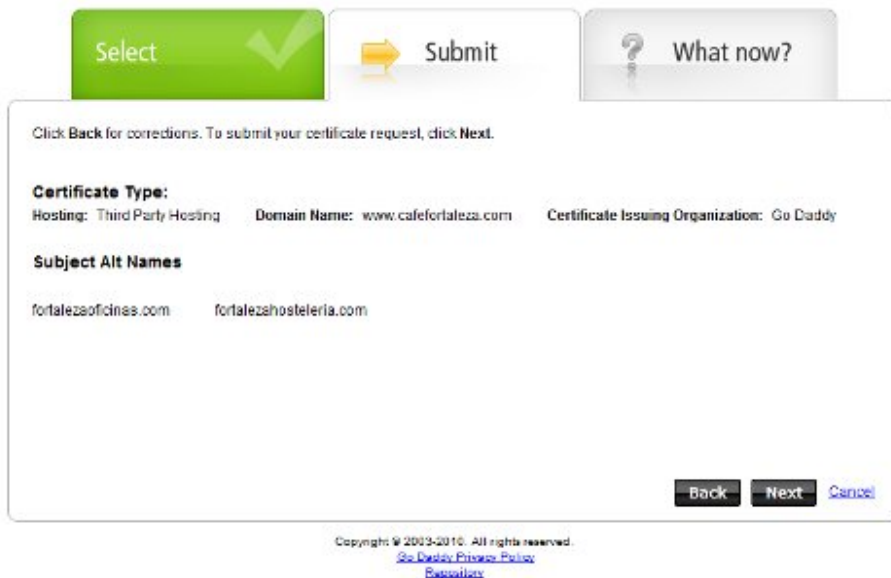 Select
Submit
What now?
Click Back for corrections. To submit your certificate request, click Next.
Certificate Type:
Hosting: Third Party Hosting Domain Name: www.cafefortaleza.com Certificate Issuing Organization: Go Daddy
Subject Alt Names
fortalezaoficinas.com fortalezahosteleria.com
Back Next Cancel
Copyright © 2003-2010. All rights reserved.
Go Daddy Privacy Policy
Repository